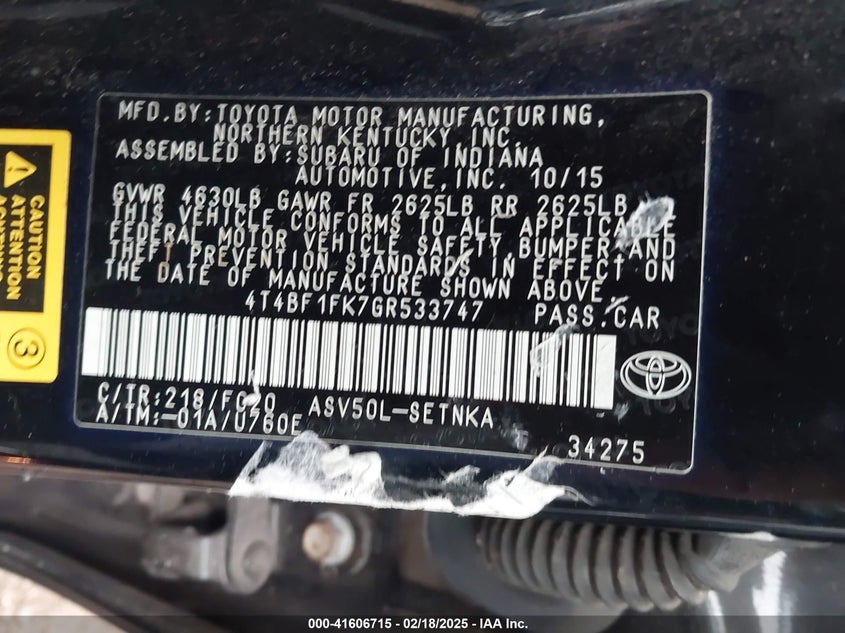 MFD.BY:TOYOTA MOTOR MANUFACTURING,
NORTHERN KENTUCKY,INC.
ASSEMBLED BY:SUBARU OF INDIANA
AUTOMOTIVE,INC. 10/15
GVWR 4630LB GAWR FR 2625LB RR 2625LB
THIS VEHICLE CONFORMS TO ALL APPLICABLE
FEDERAL MOTOR VEHICLE SAFETY,BUMPER AND
THEFT PREVENTION STANDARDS IN EFFECT ON
THE DATE OF MANUFACTURE SHOWN ABOVE.
4T4BF1FK7GR533747 PASS.CAR
C/TR:218/FC20 ASV50L-SETNKA
A/TM:-01A/U760E
34275
CAUTION
ATTENTION
3
000-41606715 - 02/18/2025 - IAA Inc.